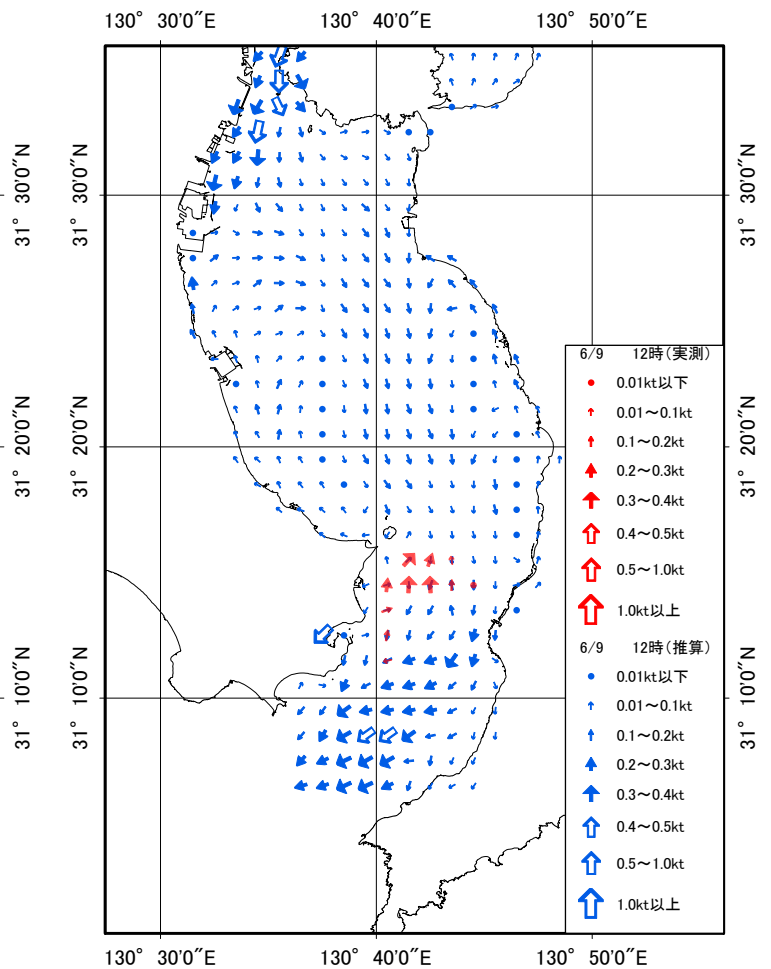 130° 30′0″E
130° 40′0″E
130° 50′0″E
31° 30′0″N
31° 30′0″N
31° 20′0″N
31° 20′0″N
31° 10′0″N
31° 10′0″N
6/9 12時(実測)
0.01kt以下
0.01～0.1kt
0.1～0.2kt
0.2～0.3kt
0.3～0.4kt
0.4～0.5kt
0.5～1.0kt
1.0kt以上
6/9 12時(推算)
0.01kt以下
0.01～0.1kt
0.1～0.2kt
0.2～0.3kt
0.3～0.4kt
0.4～0.5kt
0.5～1.0kt
1.0kt以上
130° 30′0″E
130° 40′0″E
130° 50′0″E